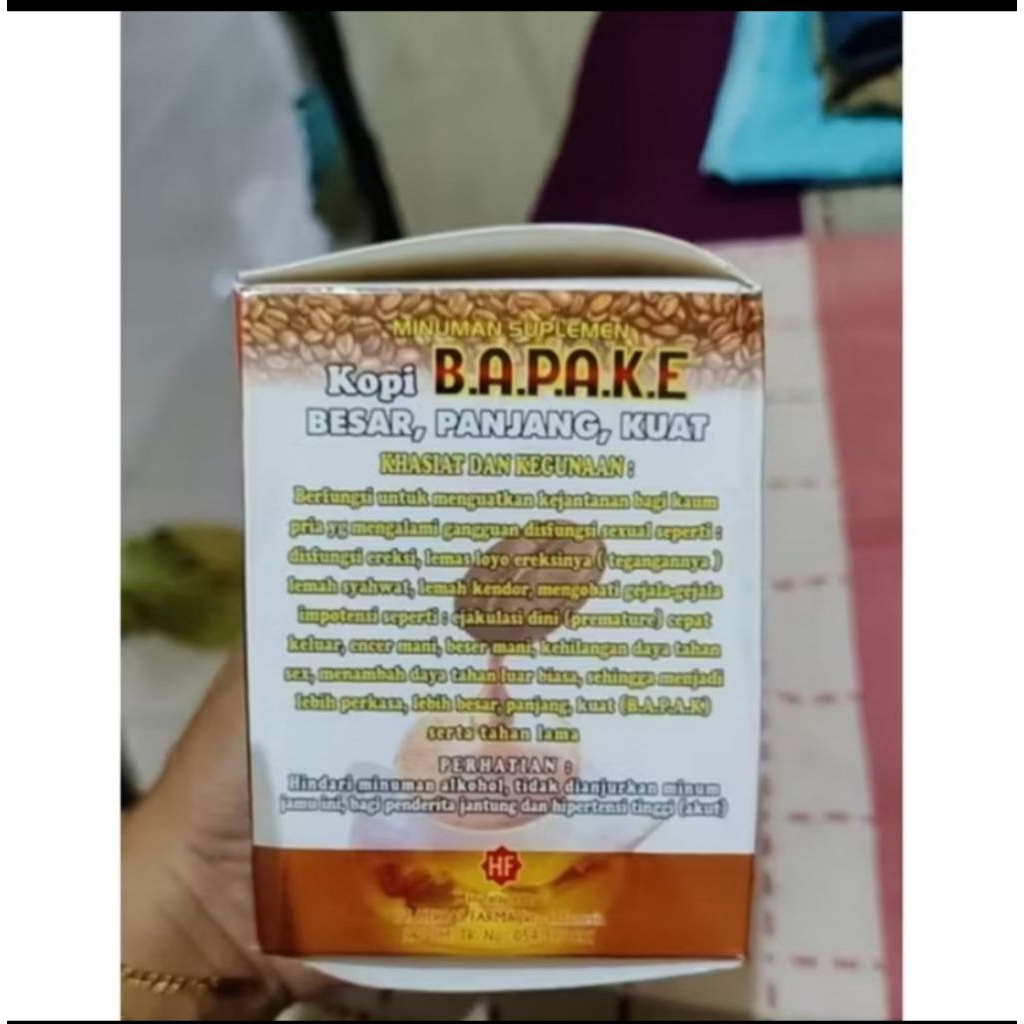 MINUMAN SUPLEMEN
Kopi B.A.P.A.K.E
BESAR, PANJANG, KUAT
KHASIAT DAN KEGUNAAN :
Berfungsi untuk menguatkan kejantanan bagi kaum
pria yg mengalami gangguan disfungsi sexual seperti :
disfungsi ereksi, lemas loyo ereksinya ( tegangannya )
lemah syahwat, lemah kendor, mengobati gejala-gejala
impotensi seperti : ejakulasi dini (premature) cepat
keluar, encer mani, beser mani, kehilangan daya tahan
sex, menambah daya tahan luar biasa, sehingga menjadi
lebih perkasa, lebih besar, panjang, kuat (B.A.P.A.K)
serta tahan lama
PERHATIAN :
Hindari minuman alkohol, tidak dianjurkan minum
jamu ini, bagi penderita jantung dan hipertensi tinggi (akut)
HF
FARMA
TR. No.